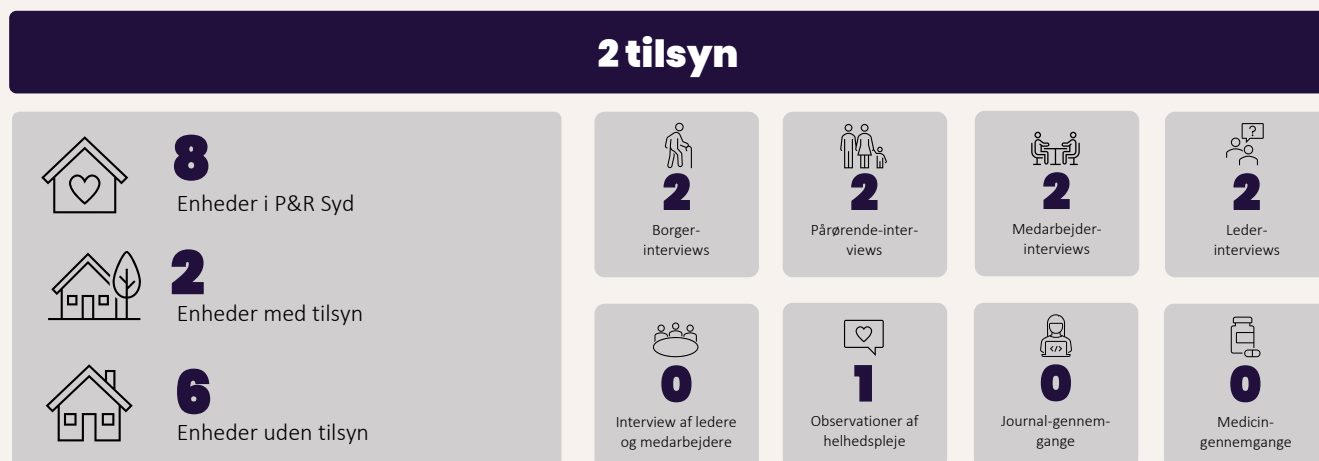 2 tilsyn
8
Enheder i P&R Syd
2
Enheder med tilsyn
6
Enheder uden tilsyn
2
Borger-
interviews
2
Pårørende-inter-
views
2
Medarbejder-
interviews
?
2
Leder-
interviews
0
Interview af ledere
og medarbejdere
1
Observationer af
helhedspleje
</>
0
Journal-gennem-
gange
0
Medicin-
gennemgange